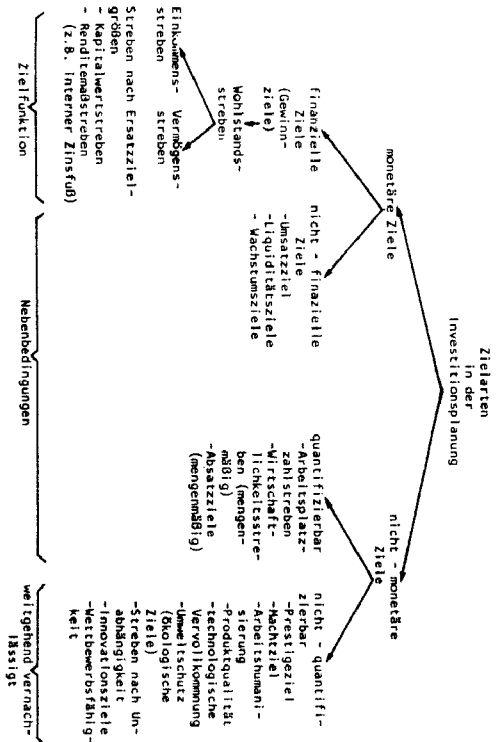 Zielarten
in der
Investitionsplanung
monetäre Ziele
nicht - monetäre
Ziele
finanzielle
Ziele
(Gewinn-
ziele)
nicht - finazielle
Ziele
-Umsatzziel
-Liquiditätsziele
- Wachstumsziele
quantifizierbar
-Arbeitsplatz-
zahlstreben
-Wirtschaft-
lichkeitsstre-
ben (mengen-
mäßig)
-Absatzziele
(mengenmäßig)
nicht - quantifi-
zierbar
-Prestigeziel
-Machtziel
-Arbeitshumani-
sierung
-Produktqualität
-technologische
Vervollkommnung
-Umweltschutz
(ökologische
Ziele)
-Streben nach Un-
abhängigkeit
-Innovationsziele
-Wettbewerbsfähig-
keit
Wohlstands-
streben
Einkommens-
streben
Vermögens-
streben
Streben nach Ersatzziel-
größen
- Kapitalwertstreben
- Renditemaßstreben
(z.B. interner Zinsfuß)
Zielfunktion
Nebenbedingungen
weitgehend vernach-
lässigt